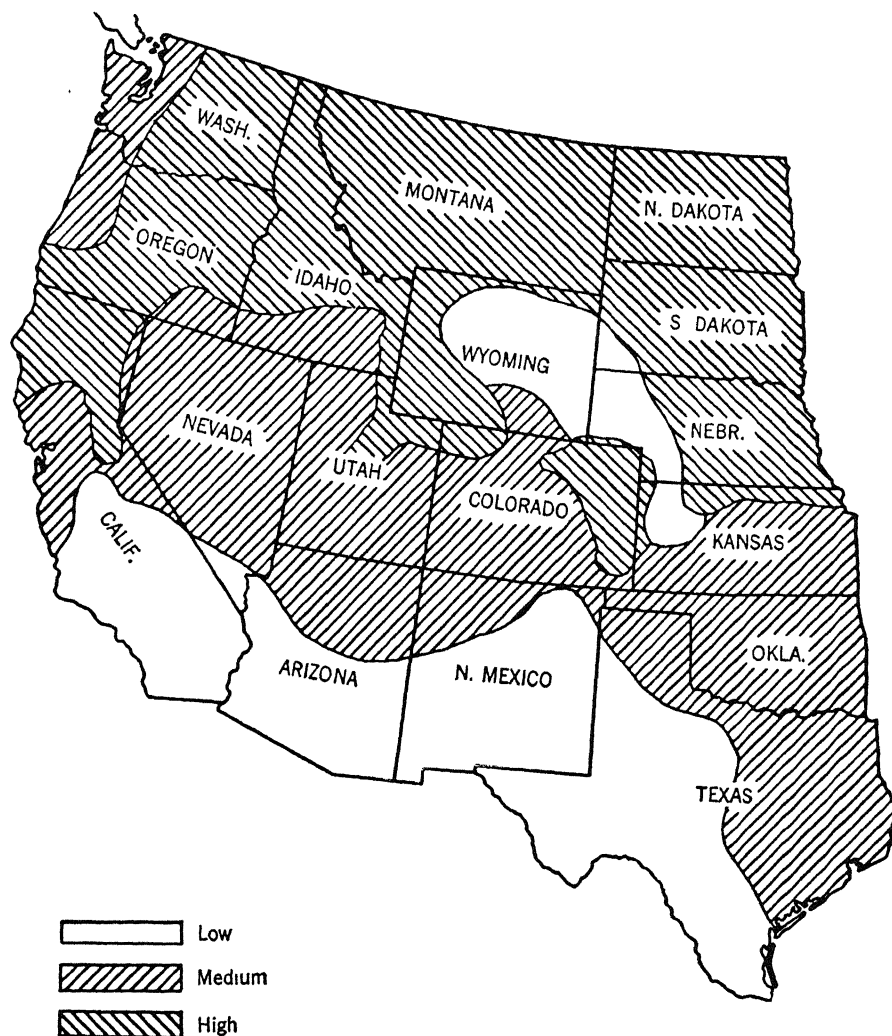 WASH.
MONTANA
N. DAKOTA
OREGON
IDAHO
S DAKOTA
WYOMING
NEVADA
NEBR.
UTAH
COLORADO
CALIF.
KANSAS
ARIZONA
N. MEXICO
OKLA.
TEXAS
Low
Medium
High